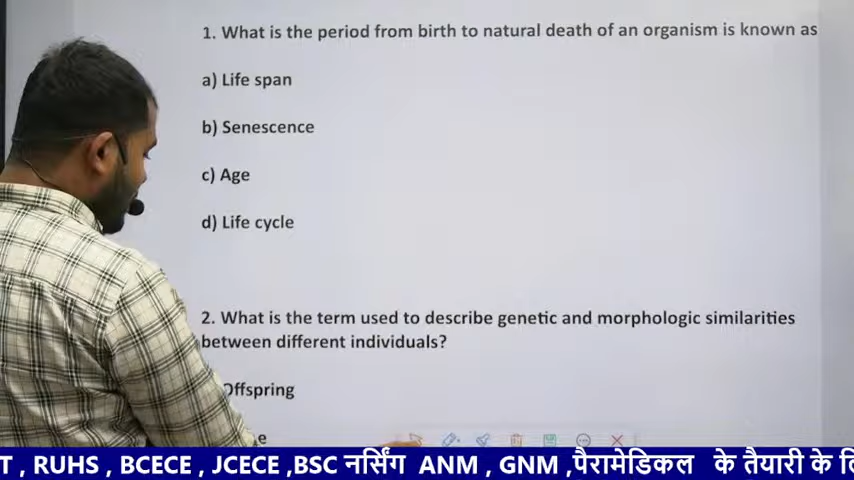 1. What is the period from birth to natural death of an organism is known as
a) Life span
b) Senescence
c) Age
d) Life cycle
2. What is the term used to describe genetic and morphologic similarities
between different individuals?
Offspring
T , RUHS , BCECE , JCECE ,BSC नर्सिंग ANM , GNM ,पैरामेडिकल के तैयारी के